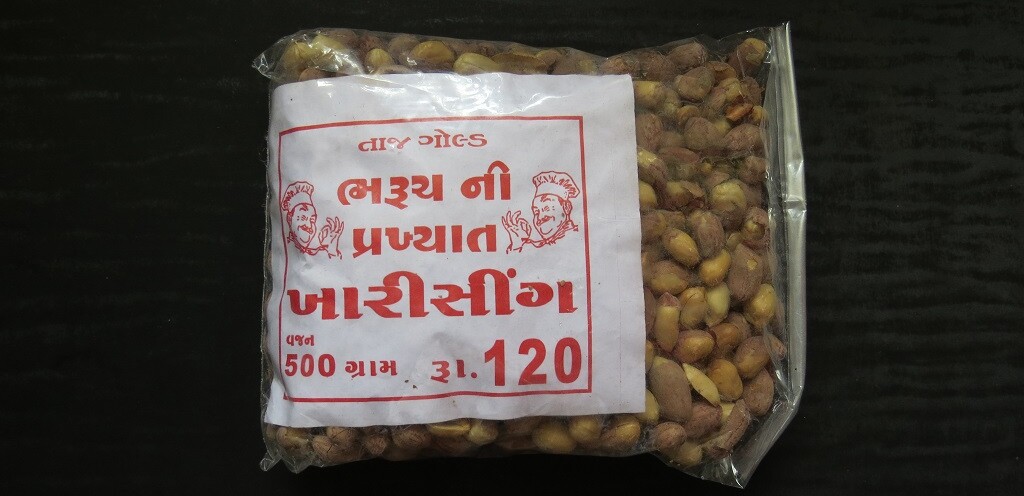 તાજ ગોલ્ડ
ભરૂચ ની
પ્રખ્યાત
ખારીસીંગ
વજન
500 ગ્રામ રૂા. 120